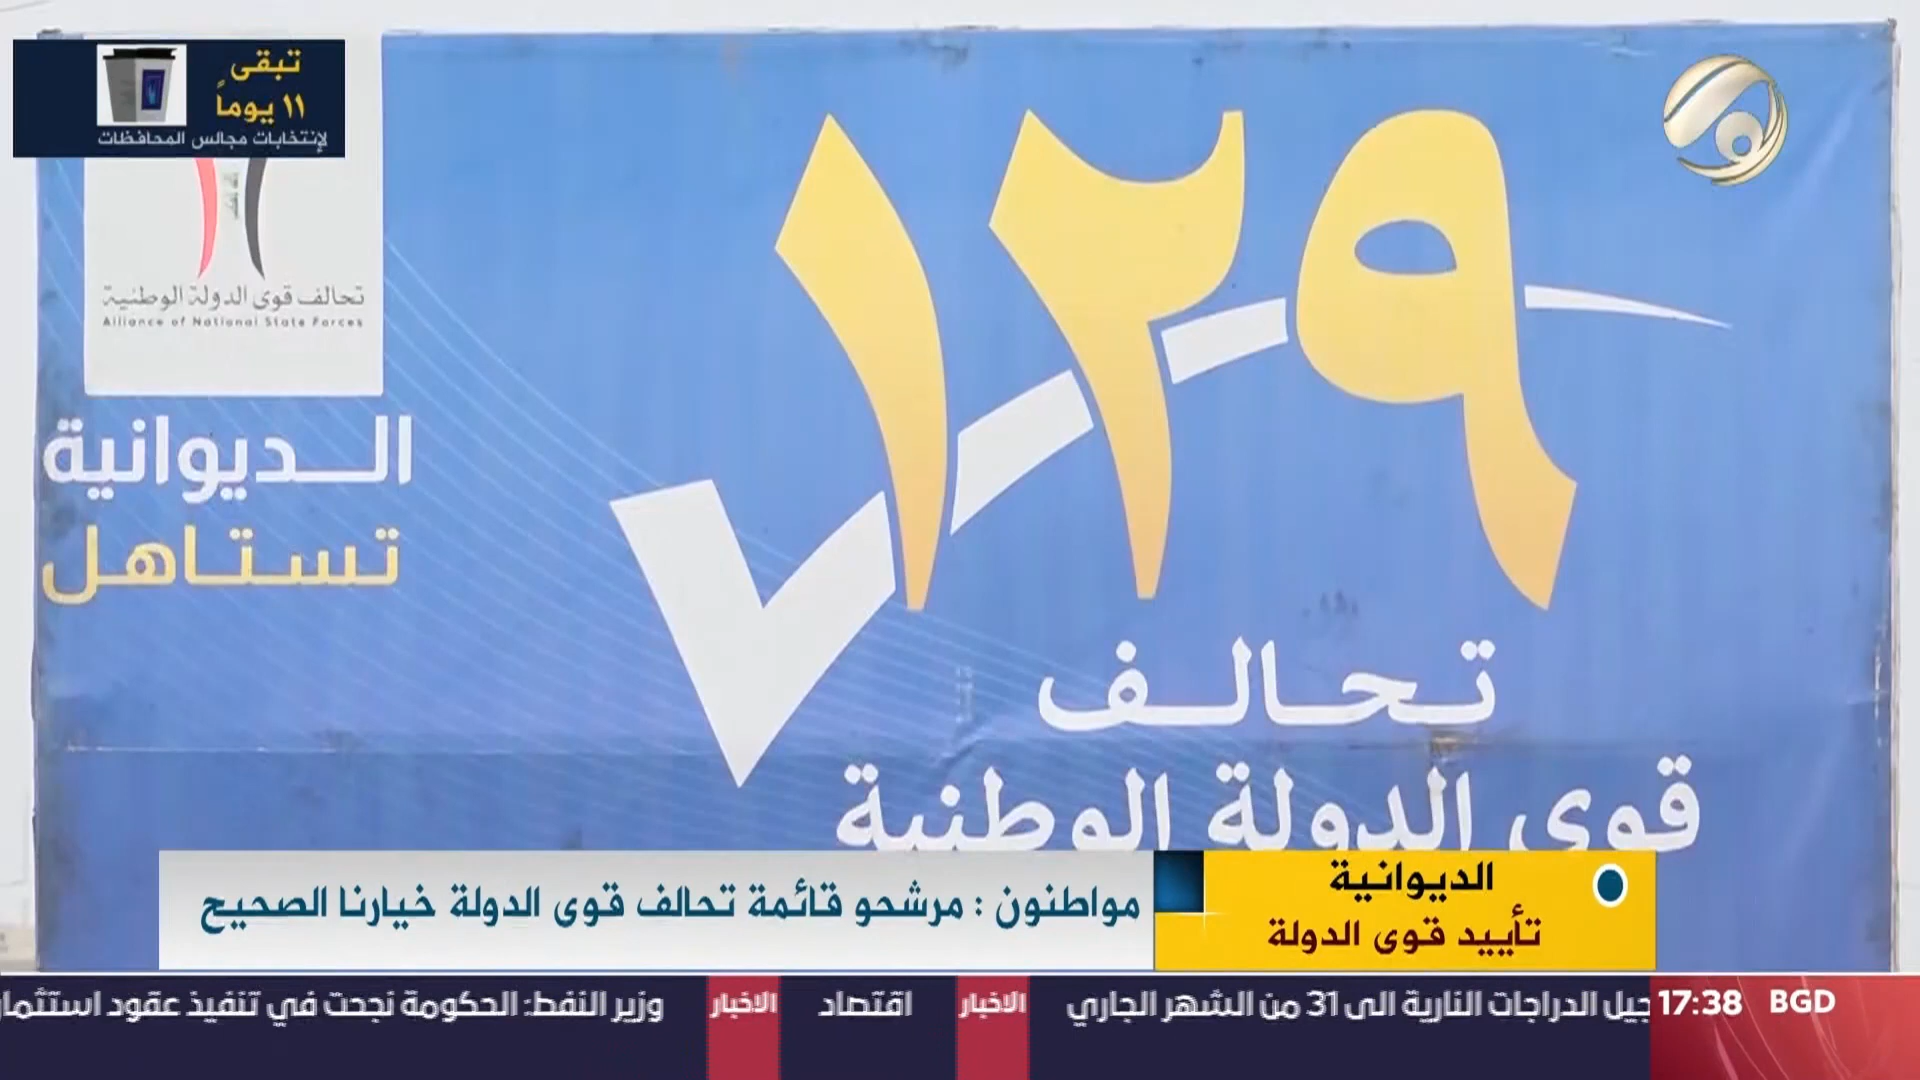 تبقى
١١ يوماً
لإنتخابات مجالس المحافظات
١٢٩
تحالف قوى الدولة الوطنية
Alliance of National State Forces
الديوانية
تستاهل
تحالف
قوى الدولة الوطنية
الديوانية
تأييد قوى الدولة
مواطنون : مرشحو قائمة تحالف قوى الدولة خيارنا الصحيح
17:38 BGD
الدراجات النارية الى 31 من الشهر الجاري الاخبار اقتصاد الاخبار وزير النفط: الحكومة نجحت في تنفيذ عقود